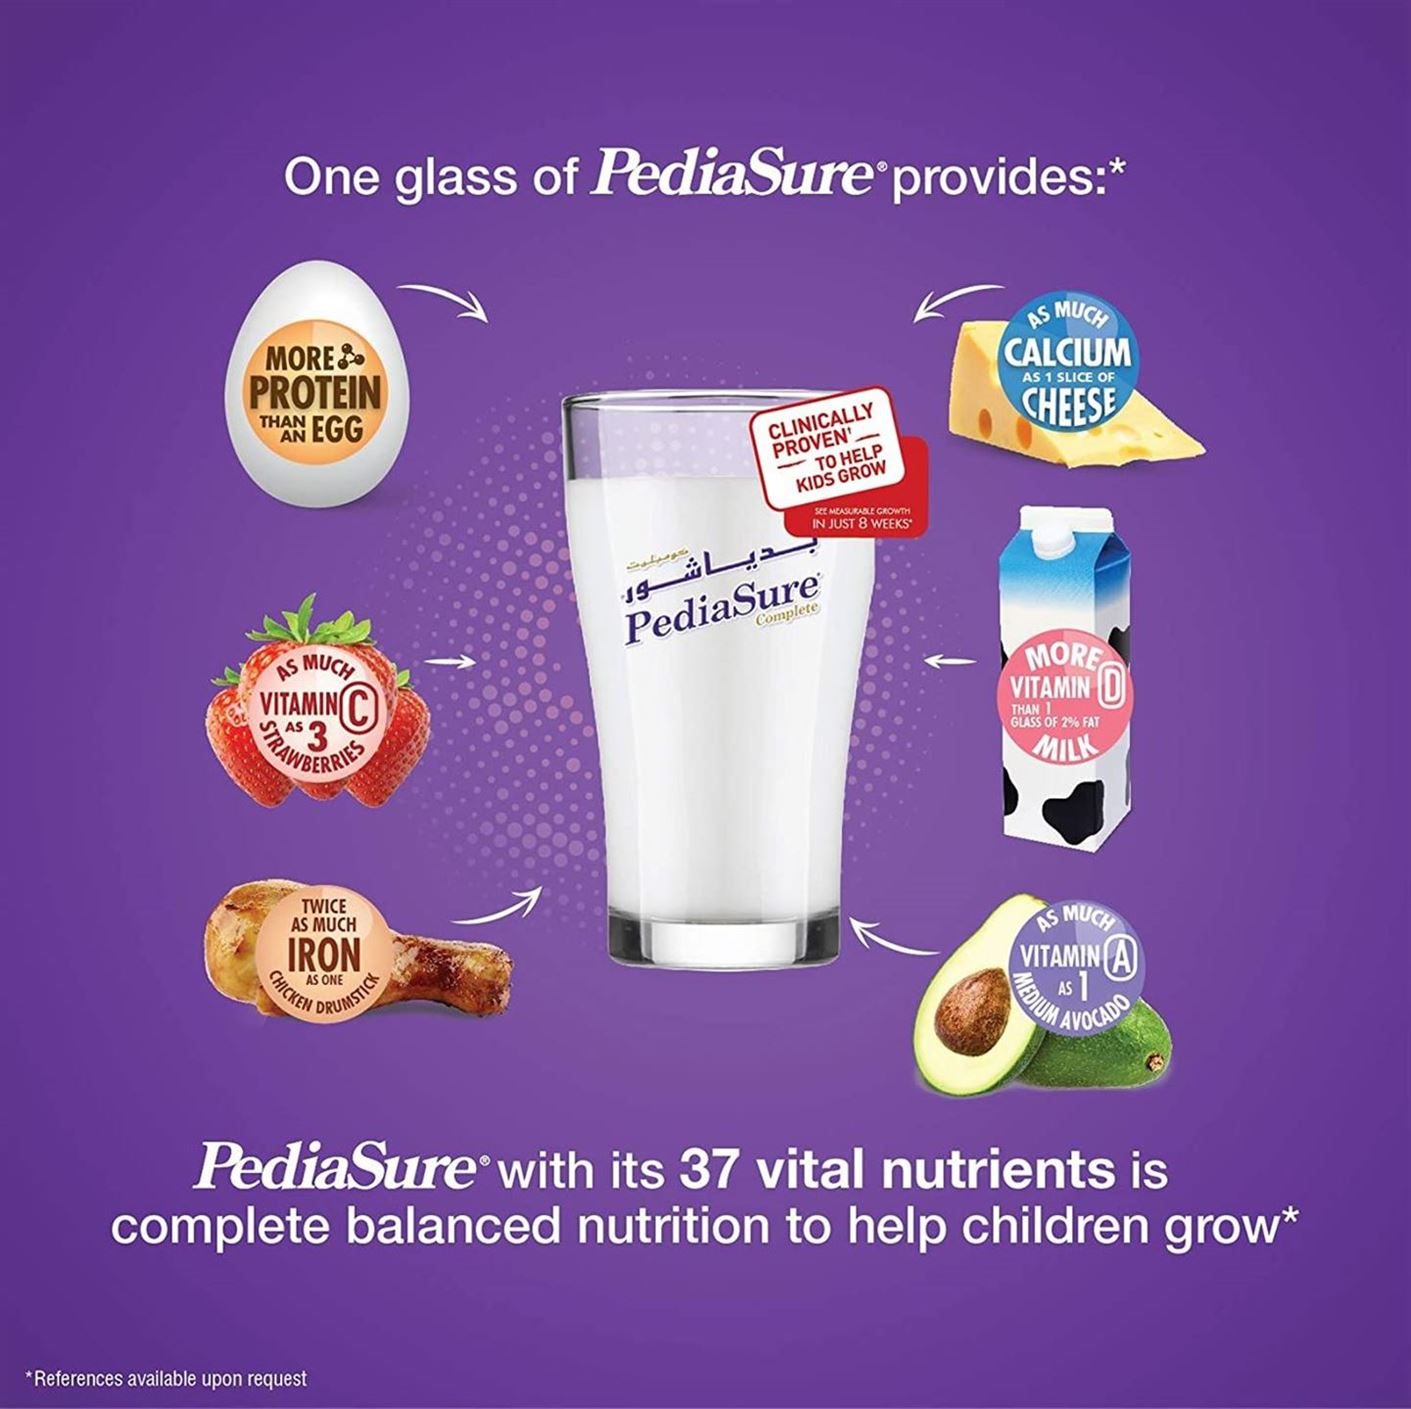 One glass of PediaSure® provides:*
MORE
PROTEIN
THAN
AN EGG
AS MUCH
CALCIUM
AS 1 SLICE OF
CHEESE
CLINICALLY
PROVEN†
TO HELP
KIDS GROW
SEE MEASURABLE GROWTH
IN JUST 8 WEEKS*
كومبليت
بدياشور
PediaSure®
Complete
AS MUCH
VITAMIN C
AS 3
STRAWBERRIES
MORE
VITAMIN D
THAN 1
GLASS OF 2% FAT
MILK
TWICE
AS MUCH
IRON
AS ONE
CHICKEN DRUMSTICK
AS MUCH
VITAMIN A
AS 1
MEDIUM AVOCADO
PediaSure® with its 37 vital nutrients is
complete balanced nutrition to help children grow*
*References available upon request